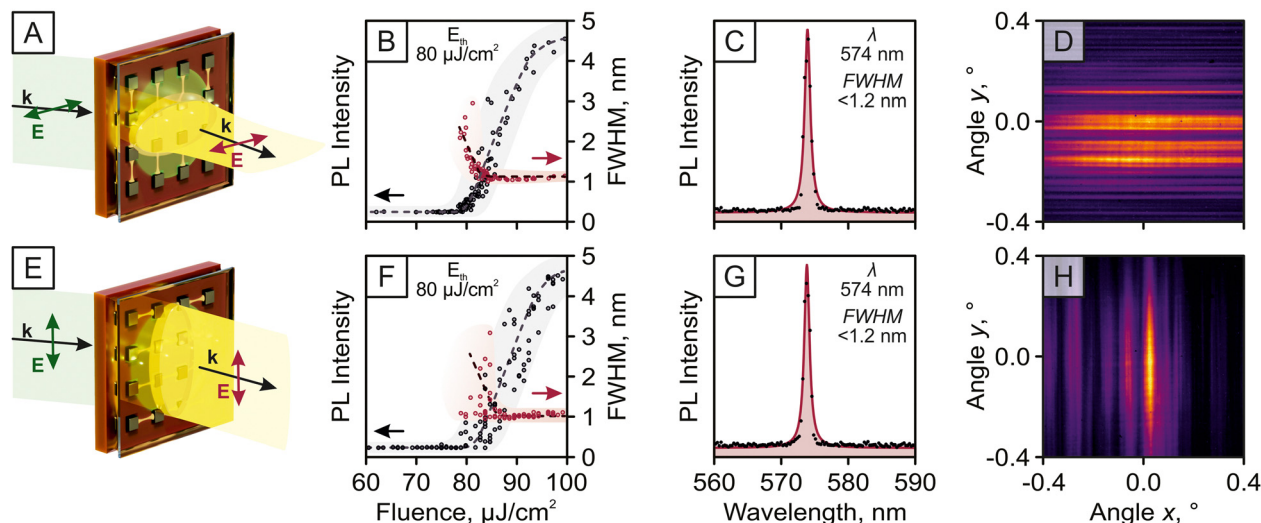 A
k
E
k
E
B
E_th
80 µJ/cm²
PL Intensity
0
1
2
3
4
5
FWHM, nm
C
λ
574 nm
FWHM
<1.2 nm
PL Intensity
D
Angle y, °
0.4
0.0
-0.4
E
k
E
k
E
F
E_th
80 µJ/cm²
PL Intensity
0
1
2
3
4
5
FWHM, nm
60 70 80 90 100
Fluence, µJ/cm²
G
λ
574 nm
FWHM
<1.2 nm
PL Intensity
560 570 580 590
Wavelength, nm
H
Angle y, °
0.4
0.0
-0.4
-0.4 0.0 0.4
Angle x, °